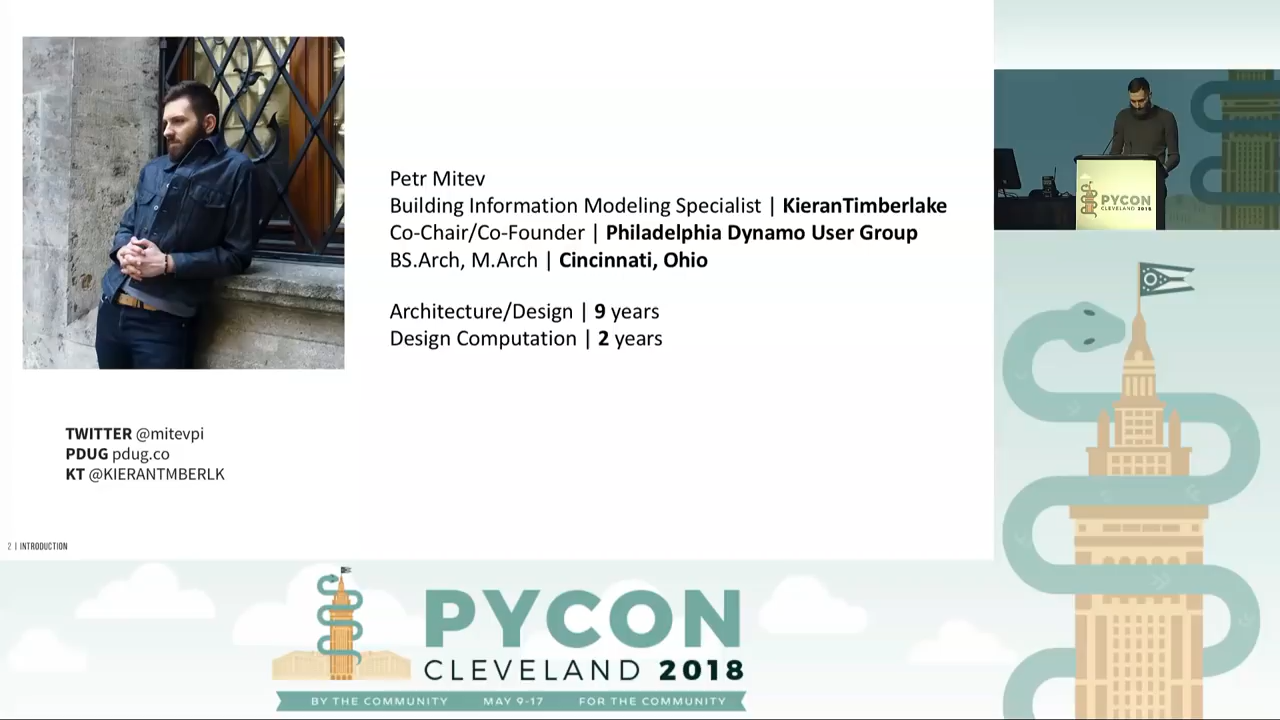 Petr Mitev
Building Information Modeling Specialist | KieranTimberlake
Co-Chair/Co-Founder | Philadelphia Dynamo User Group
BS.Arch, M.Arch | Cincinnati, Ohio
Architecture/Design | 9 years
Design Computation | 2 years
TWITTER @mitevpi
PDUG pdug.co
KT @KIERANTMBERLK
2 | INTRODUCTION
PYCON
CLEVELAND 2018
PYCON
CLEVELAND 2018
BY THE COMMUNITY MAY 9-17 FOR THE COMMUNITY